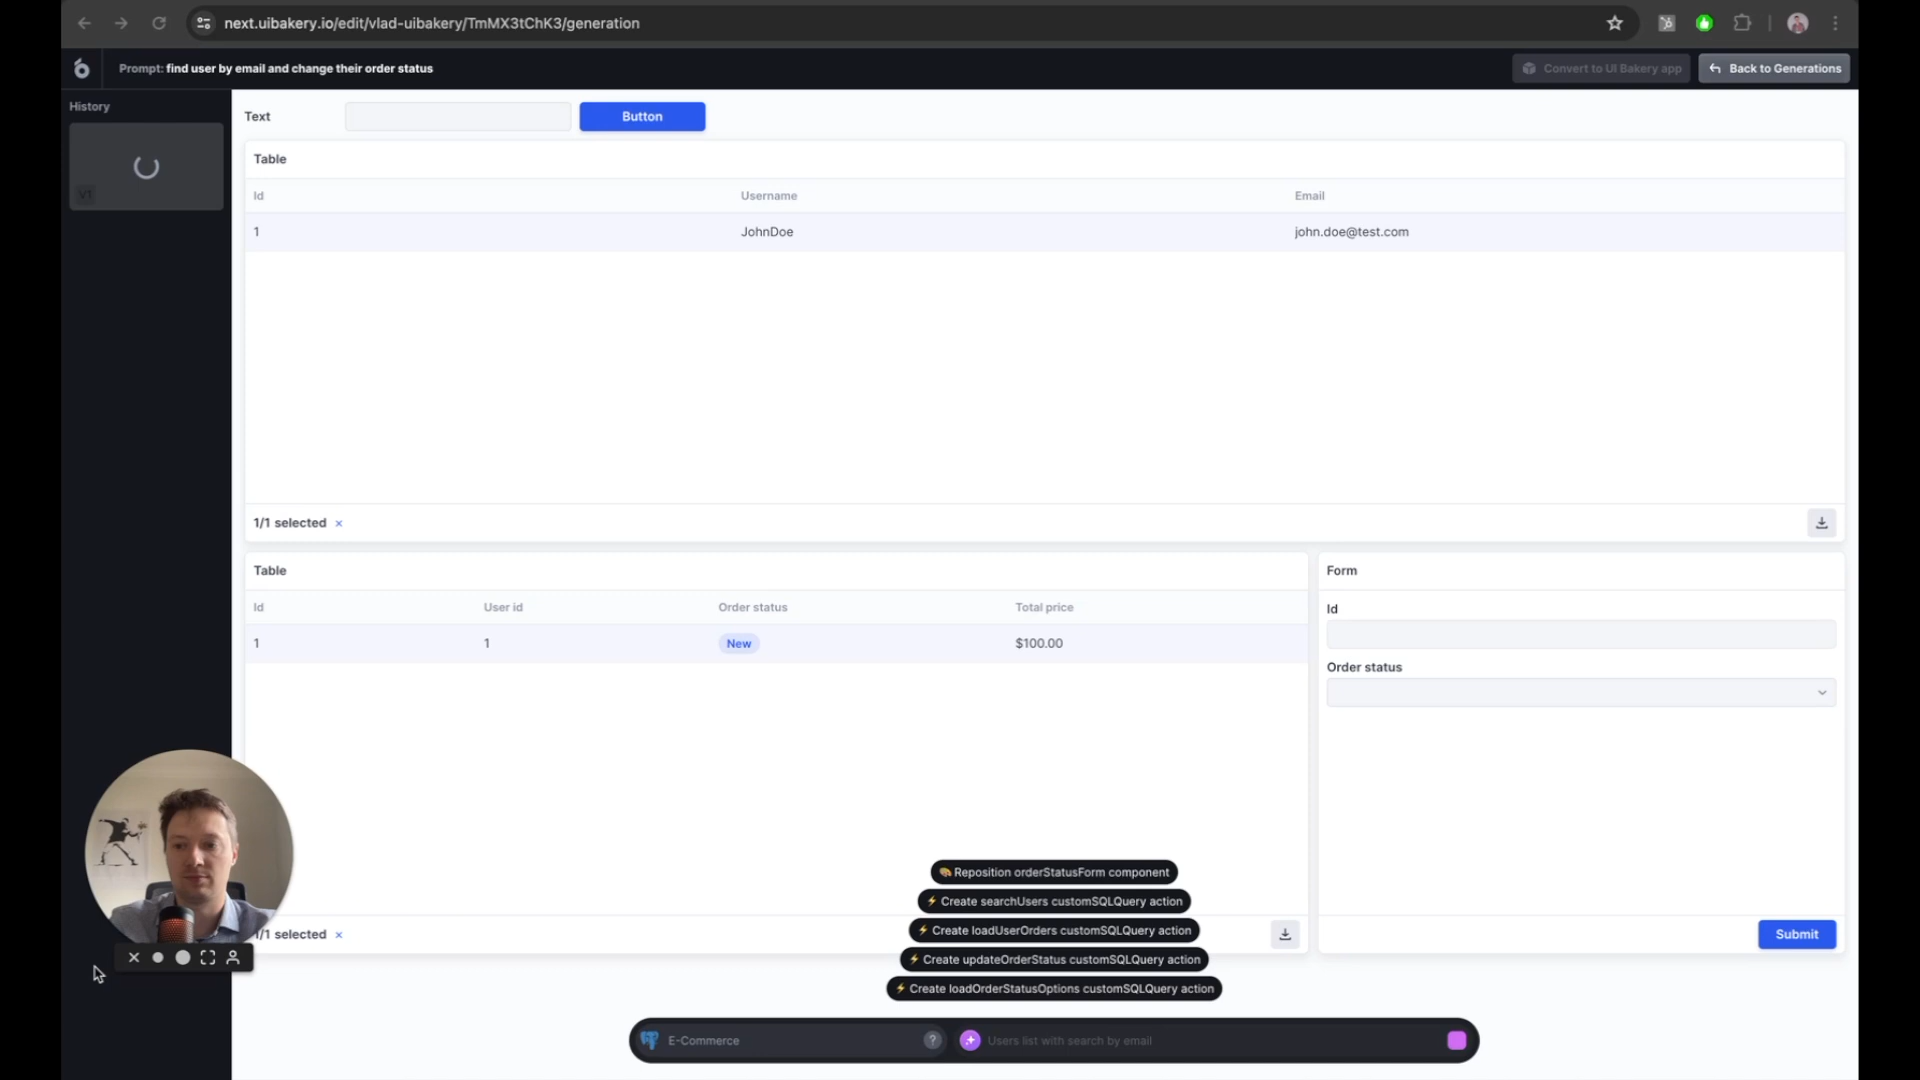 next.uibakery.io/edit/vlad-uibakery/TmMX3tChK3/generation
Prompt: find user by email and change their order status
Convert to UI Bakery app
Back to Generations
History
V1
Text
Button
Table
Id
Username
Email
1
JohnDoe
john.doe@test.com
1/1 selected
Table
Id
User id
Order status
Total price
1
1
New
$100.00
1/1 selected
Form
Id
Order status
Submit
Reposition orderStatusForm component
Create searchUsers customSQLQuery action
Create loadUserOrders customSQLQuery action
Create updateOrderStatus customSQLQuery action
Create loadOrderStatusOptions customSQLQuery action
E-Commerce
?
Users list with search by email